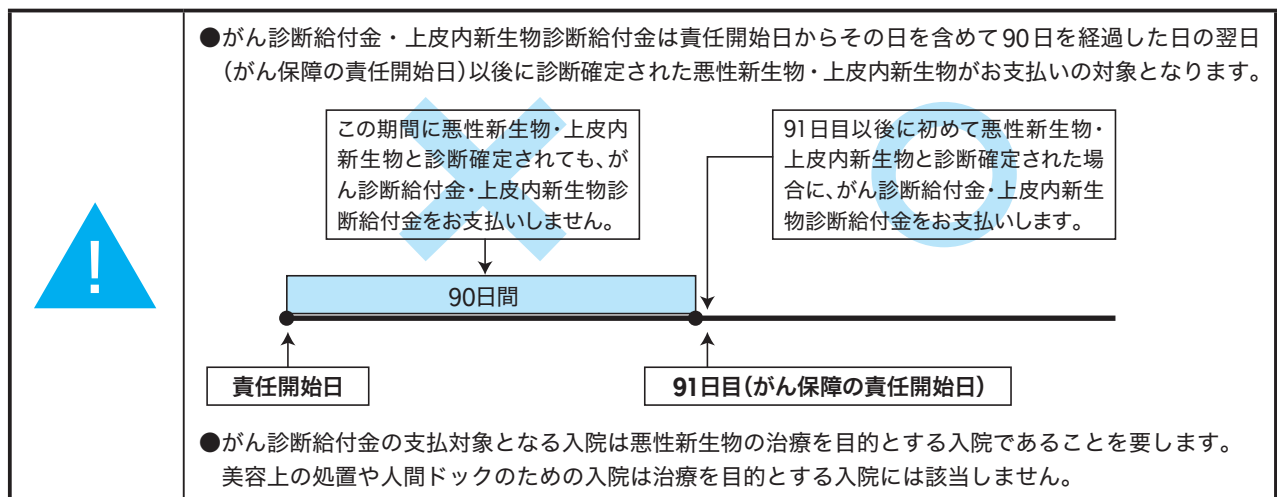 !
●がん診断給付金・上皮内新生物診断給付金は責任開始日からその日を含めて90日を経過した日の翌日
(がん保障の責任開始日)以後に診断確定された悪性新生物・上皮内新生物がお支払いの対象となります。
この期間に悪性新生物・上皮内
新生物と診断確定されても、が
ん診断給付金・上皮内新生物診
断給付金をお支払いしません。
91日目以後に初めて悪性新生物・
上皮内新生物と診断確定された場
合に、がん診断給付金・上皮内新生
物診断給付金をお支払いします。
90日間
責任開始日
91日目(がん保障の責任開始日)
●がん診断給付金の支払対象となる入院は悪性新生物の治療を目的とする入院であることを要します。
美容上の処置や人間ドックのための入院は治療を目的とする入院には該当しません。